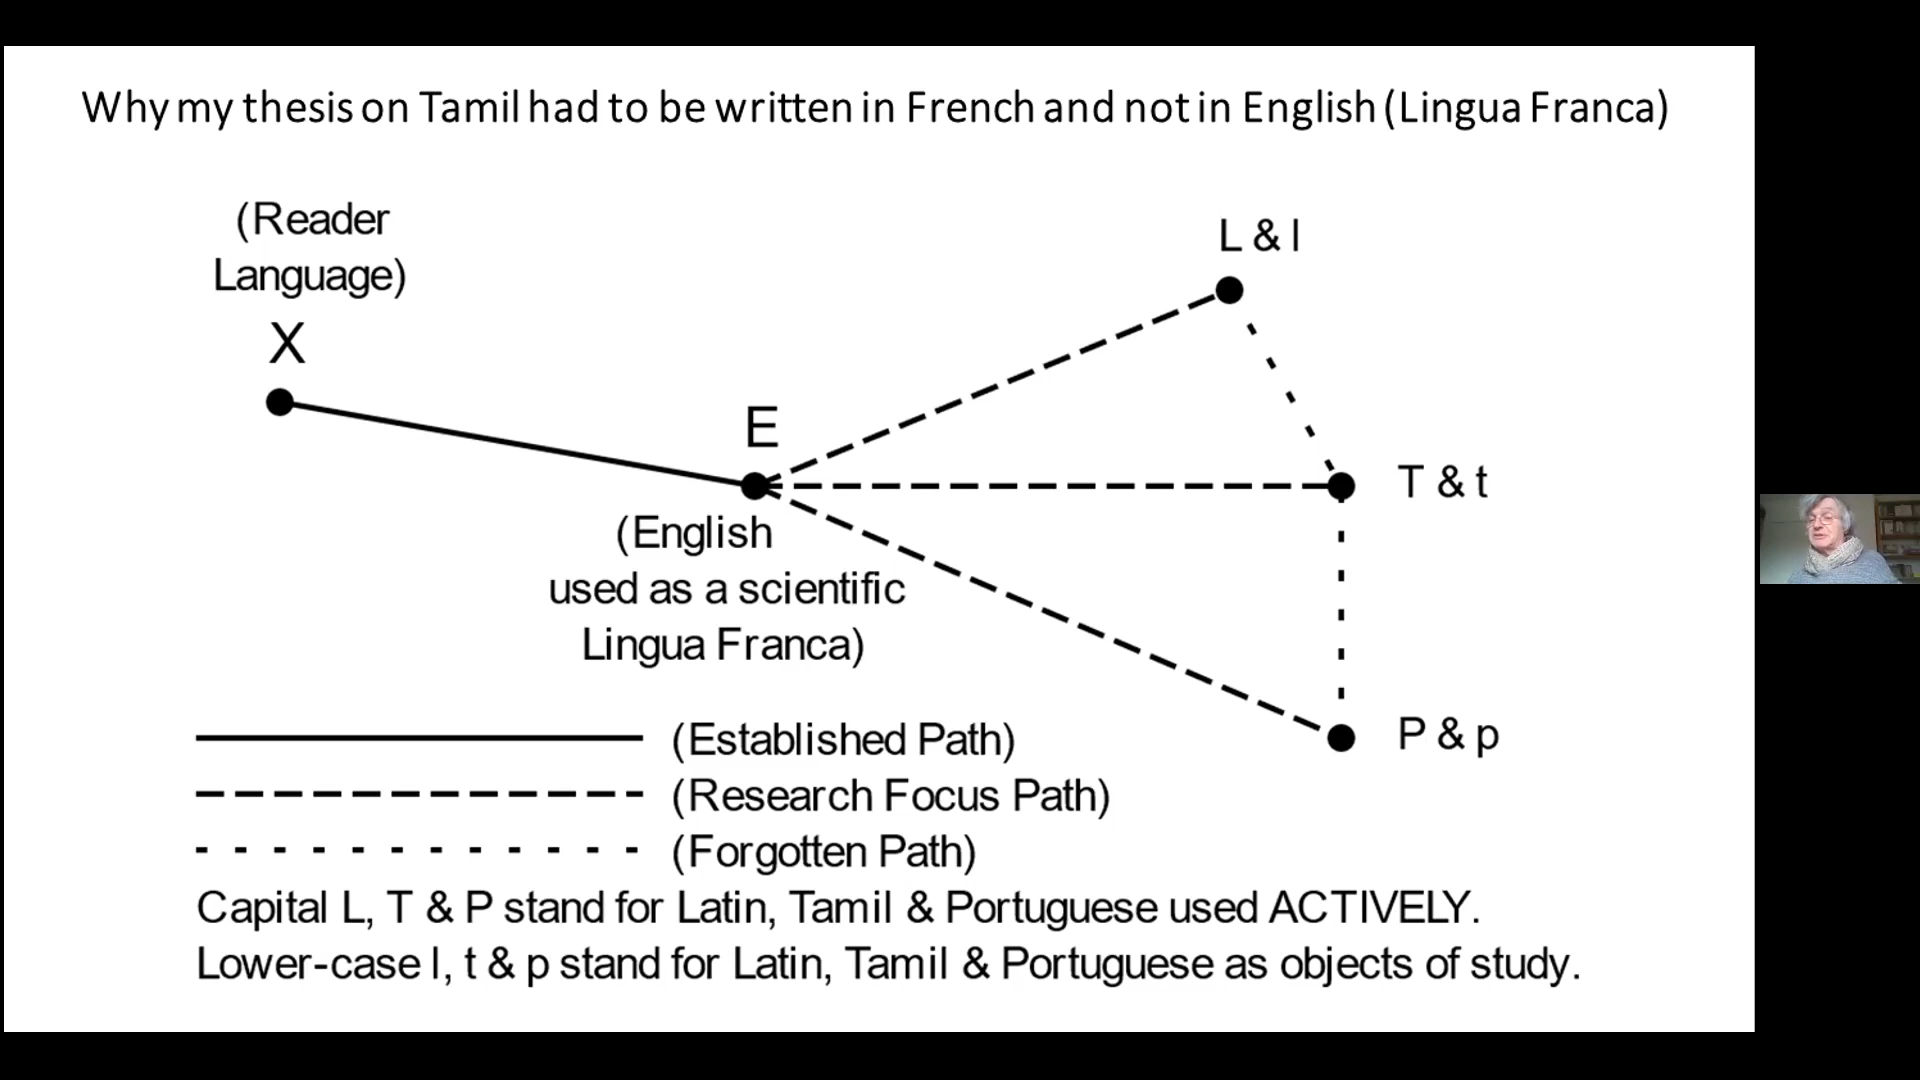 Why my thesis on Tamil had to be written in French and not in English (Lingua Franca)
(Reader
Language)
X
L & l
E
T & t
(English
used as a scientific
Lingua Franca)
P & p
(Established Path)
(Research Focus Path)
(Forgotten Path)
Capital L, T & P stand for Latin, Tamil & Portuguese used ACTIVELY.
Lower-case l, t & p stand for Latin, Tamil & Portuguese as objects of study.